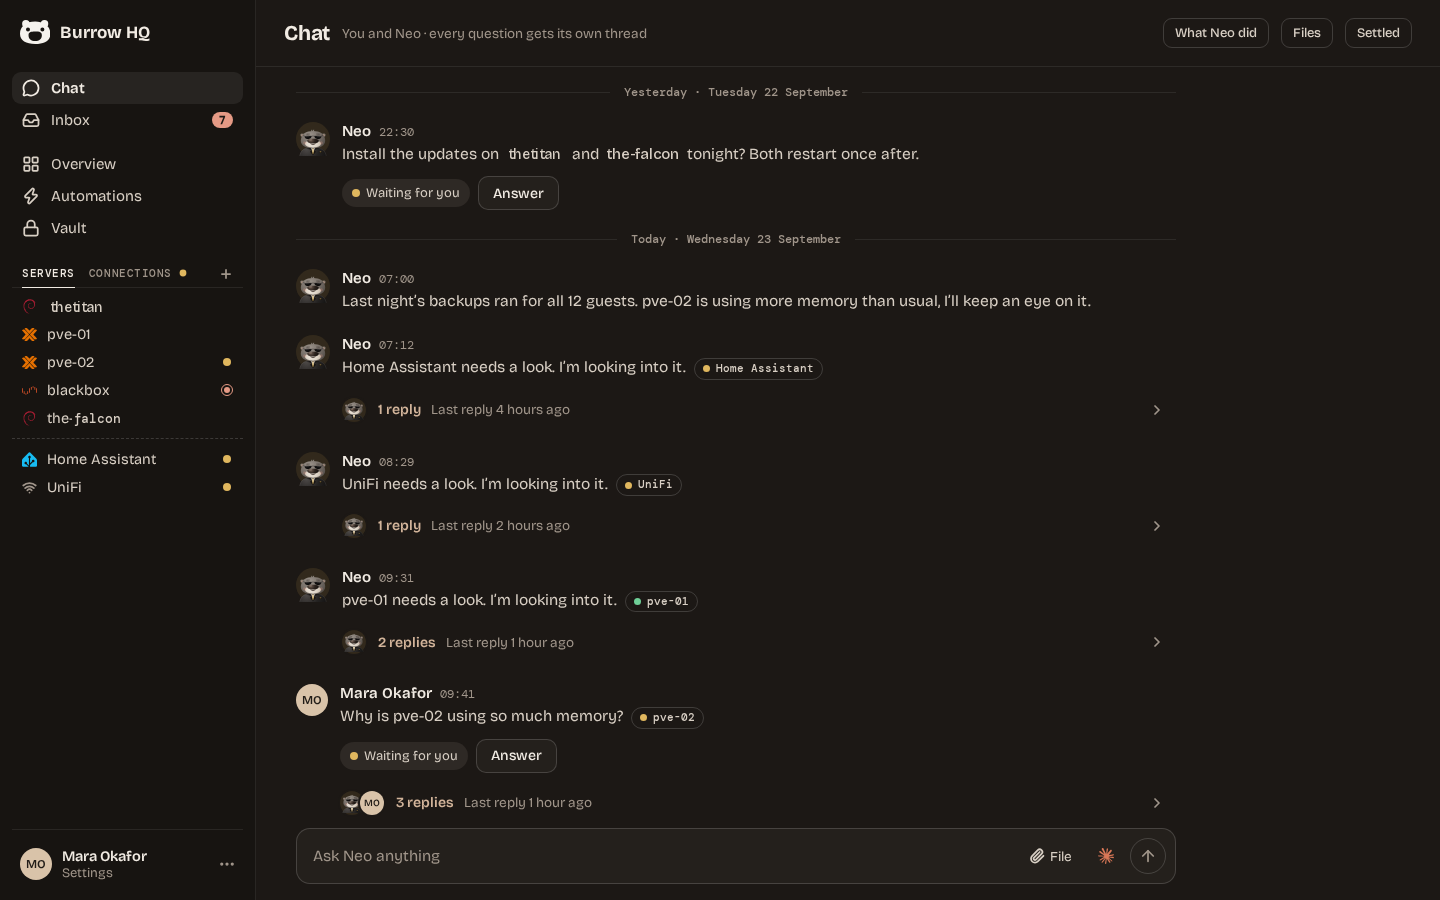 Burrow HQ
Chat
Inbox
7
Overview
Automations
Vault
SERVERS
CONNECTIONS
thetitan
pve-01
pve-02
blackbox
the-falcon
Home Assistant
UniFi
MO
Mara Okafor
Settings
Chat
You and Neo · every question gets its own thread
What Neo did
Files
Settled
Yesterday · Tuesday 22 September
Neo 22:30
Install the updates on thetitan and the-falcon tonight? Both restart once after.
Waiting for you
Answer
Today · Wednesday 23 September
Neo 07:00
Last night's backups ran for all 12 guests. pve-02 is using more memory than usual, I'll keep an eye on it.
Neo 07:12
Home Assistant needs a look. I'm looking into it. Home Assistant
1 reply Last reply 4 hours ago
Neo 08:29
UniFi needs a look. I'm looking into it. UniFi
1 reply Last reply 2 hours ago
Neo 09:31
pve-01 needs a look. I'm looking into it. pve-01
2 replies Last reply 1 hour ago
MO
Mara Okafor 09:41
Why is pve-02 using so much memory? pve-02
Waiting for you
Answer
MO
3 replies Last reply 1 hour ago
Ask Neo anything
File